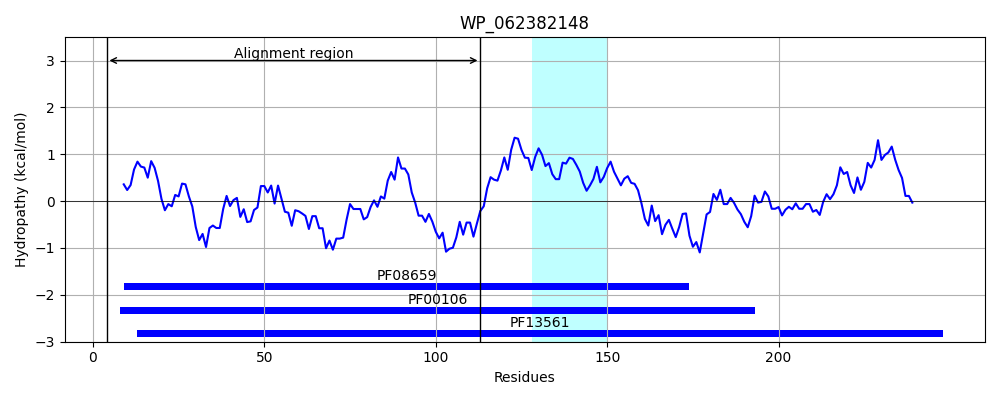 WP_062382148
Alignment region
Hydropathy (kcal/mol)
3
2
1
0
−1
−2
−3
PF08659
PF00106
PF13561
0 50 100 150 200
Residues